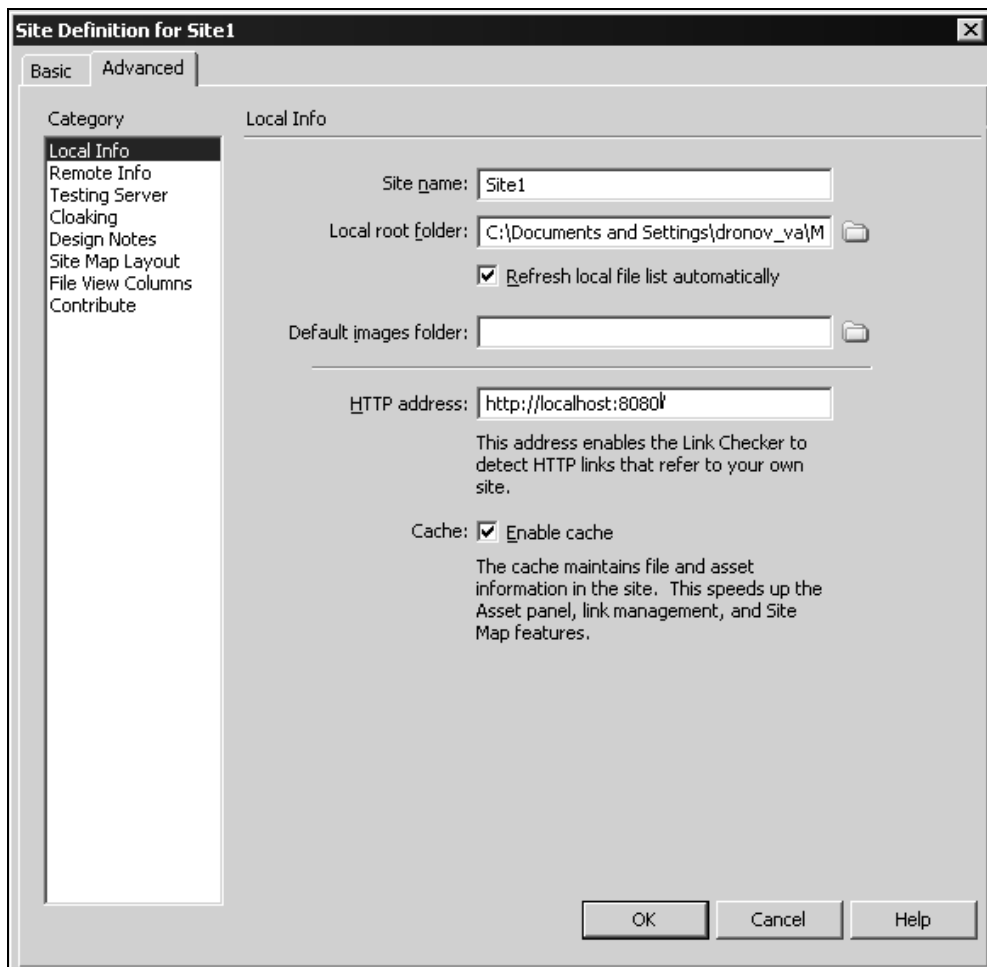 Site Definition for Site1
Basic
Advanced
Category
Local Info
Remote Info
Testing Server
Cloaking
Design Notes
Site Map Layout
File View Columns
Contribute
Local Info
Site name: Site1
Local root folder: C:\Documents and Settings\dronov_va\M
Refresh local file list automatically
Default images folder:
HTTP address: http://localhost:8080/
This address enables the Link Checker to
detect HTTP links that refer to your own
site.
Cache: Enable cache
The cache maintains file and asset
information in the site. This speeds up the
Asset panel, link management, and Site
Map features.
OK
Cancel
Help